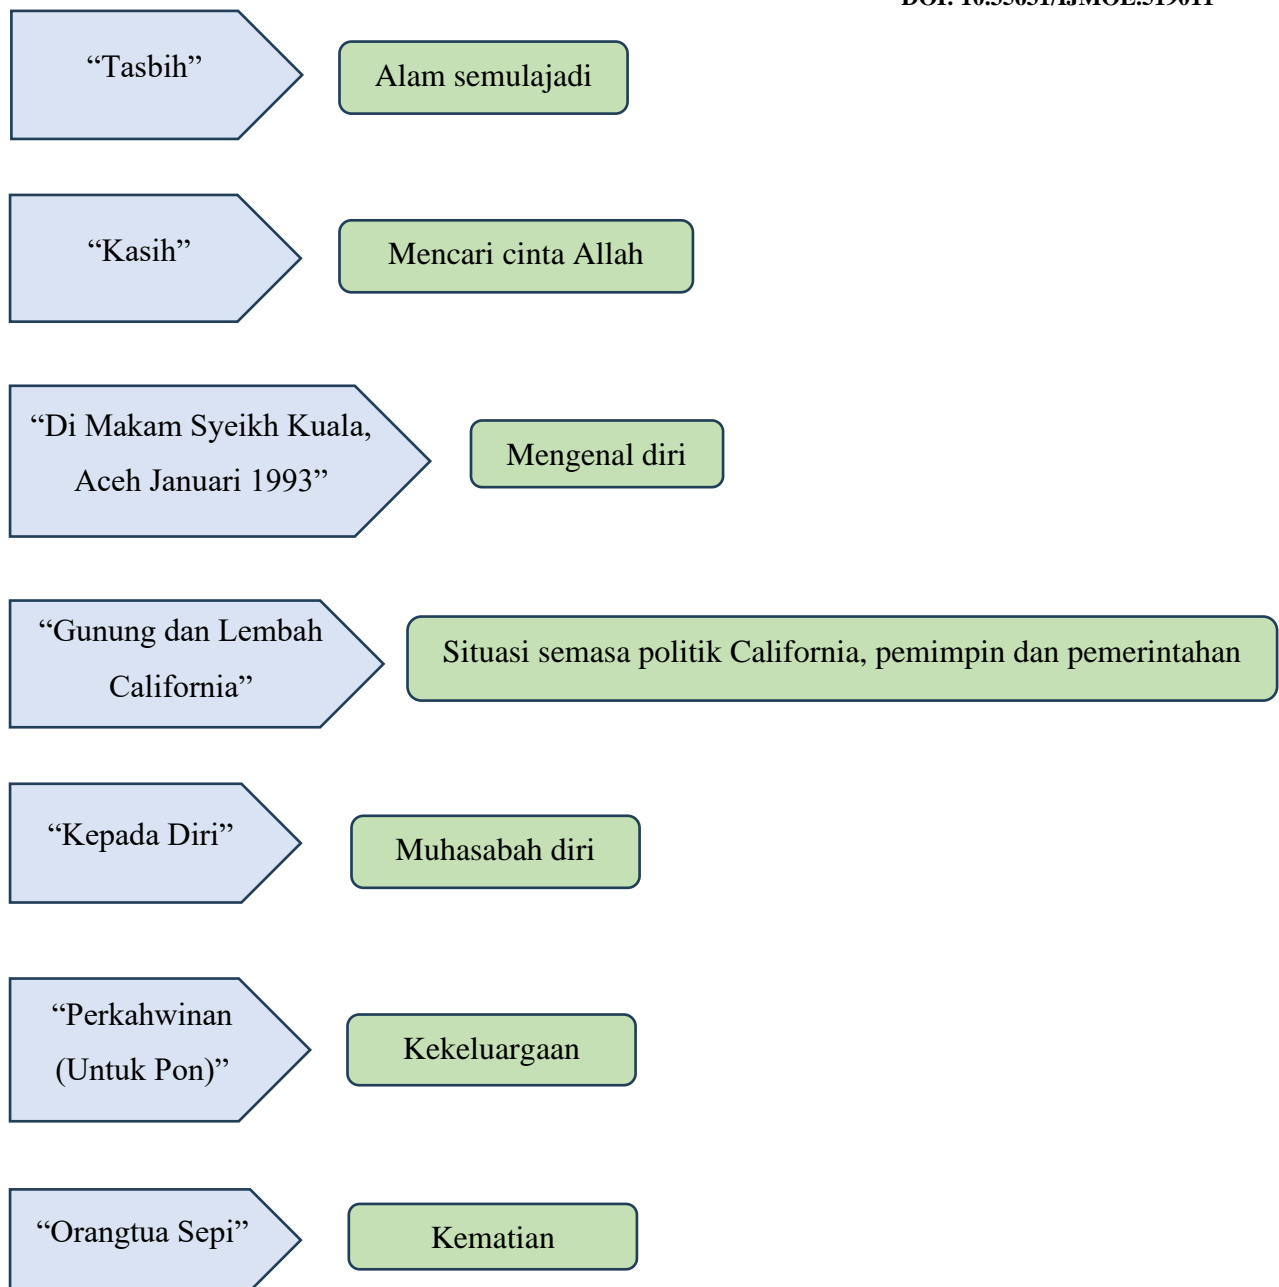 “Tasbih”
Alam semulajadi
“Kasih”
Mencari cinta Allah
“Di Makam Syeikh Kuala,
Aceh Januari 1993”
Mengenal diri
“Gunung dan Lembah
California”
Situasi semasa politik California, pemimpin dan pemerintahan
“Kepada Diri”
Muhasabah diri
“Perkahwinan
(Untuk Pon)”
Kekeluargaan
“Orangtua Sepi”
Kematian